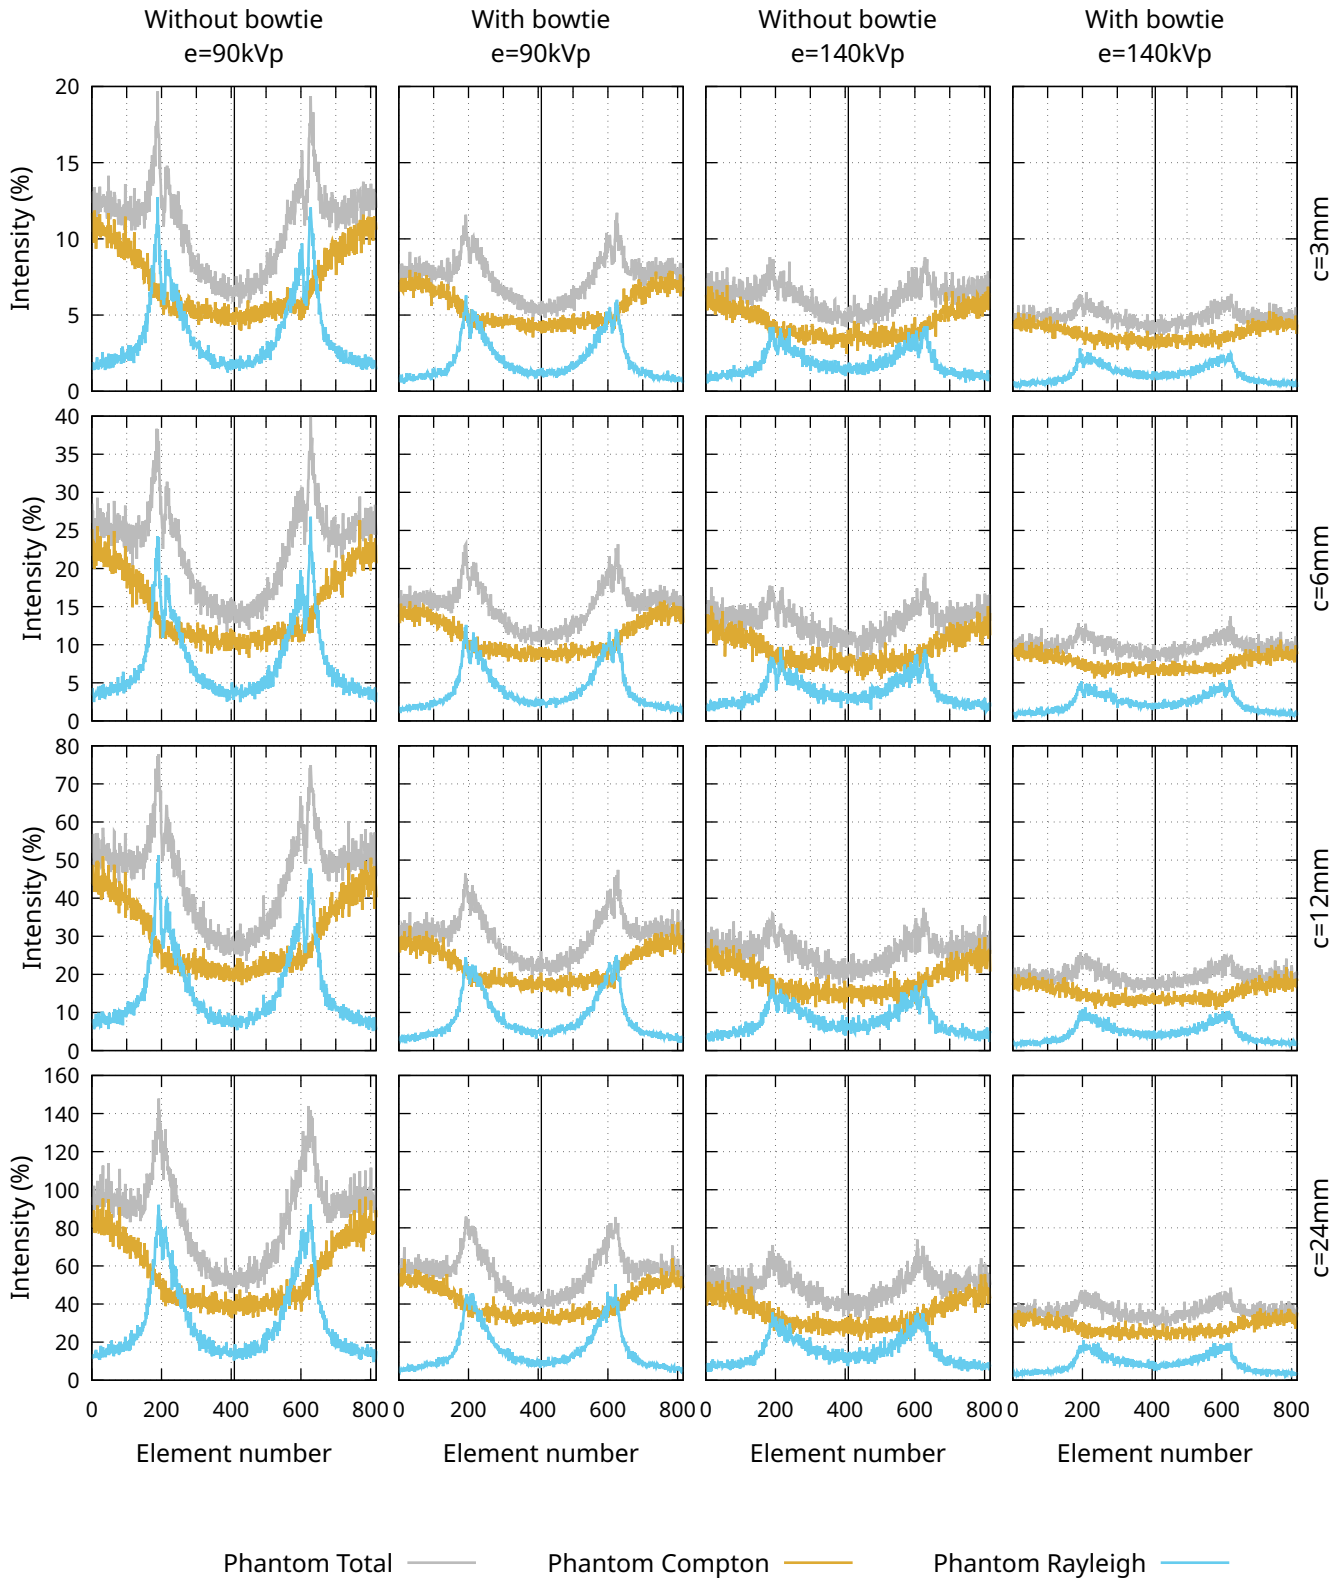 Without bowtie
e=90kVp
With bowtie
e=90kVp
Without bowtie
e=140kVp
With bowtie
e=140kVp
20
15
10
5
0
Intensity (%)
c=3mm
40
35
30
25
20
15
10
5
0
Intensity (%)
c=6mm
80
70
60
50
40
30
20
10
0
Intensity (%)
c=12mm
160
140
120
100
80
60
40
20
0
Intensity (%)
c=24mm
0 200 400 600 800
0 200 400 600 800
0 200 400 600 800
0 200 400 600 800
Element number
Element number
Element number
Element number
Phantom Total
Phantom Compton
Phantom Rayleigh